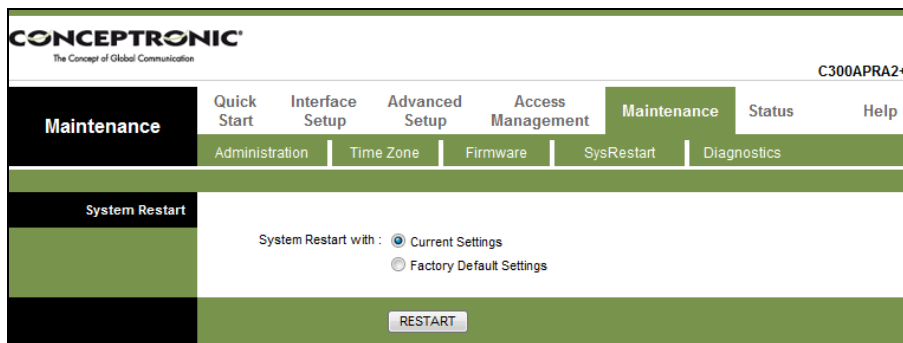 CONCEPTRONIC®
The Concept of Global Communication
C300APRA2+
Maintenance
Quick Start
Interface Setup
Advanced Setup
Access Management
Maintenance
Status
Help
Administration
Time Zone
Firmware
SysRestart
Diagnostics
System Restart
System Restart with :
Current Settings
Factory Default Settings
RESTART